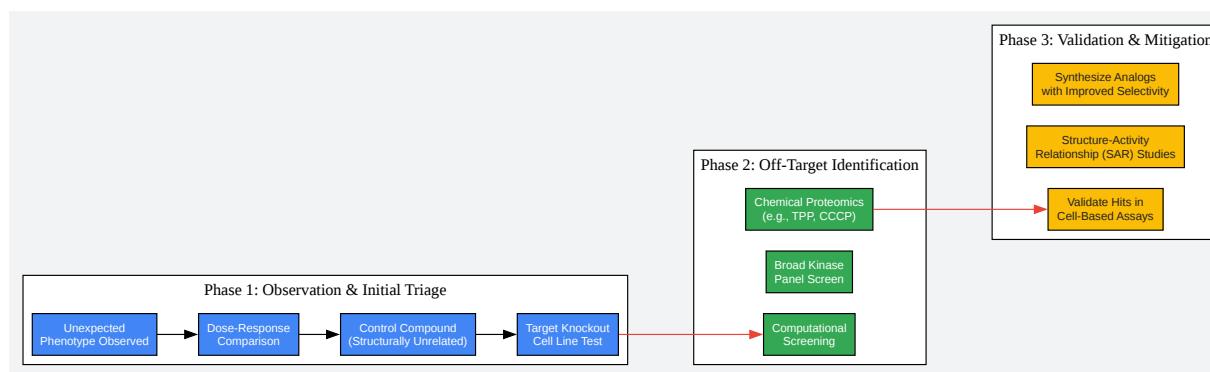 Phase 1: Observation & Initial Triage
Unexpected
Phenotype Observed
Dose-Response
Comparison
Control Compound
(Structurally Unrelated)
Target Knockout
Cell Line Test
Phase 2: Off-Target Identification
Chemical Proteomics
(e.g., TPP, CCCP)
Broad Kinase
Panel Screen
Computational
Screening
Phase 3: Validation & Mitigation
Synthesize Analogs
with Improved Selectivity
Structure-Activity
Relationship (SAR) Studies
Validate Hits in
Cell-Based Assays